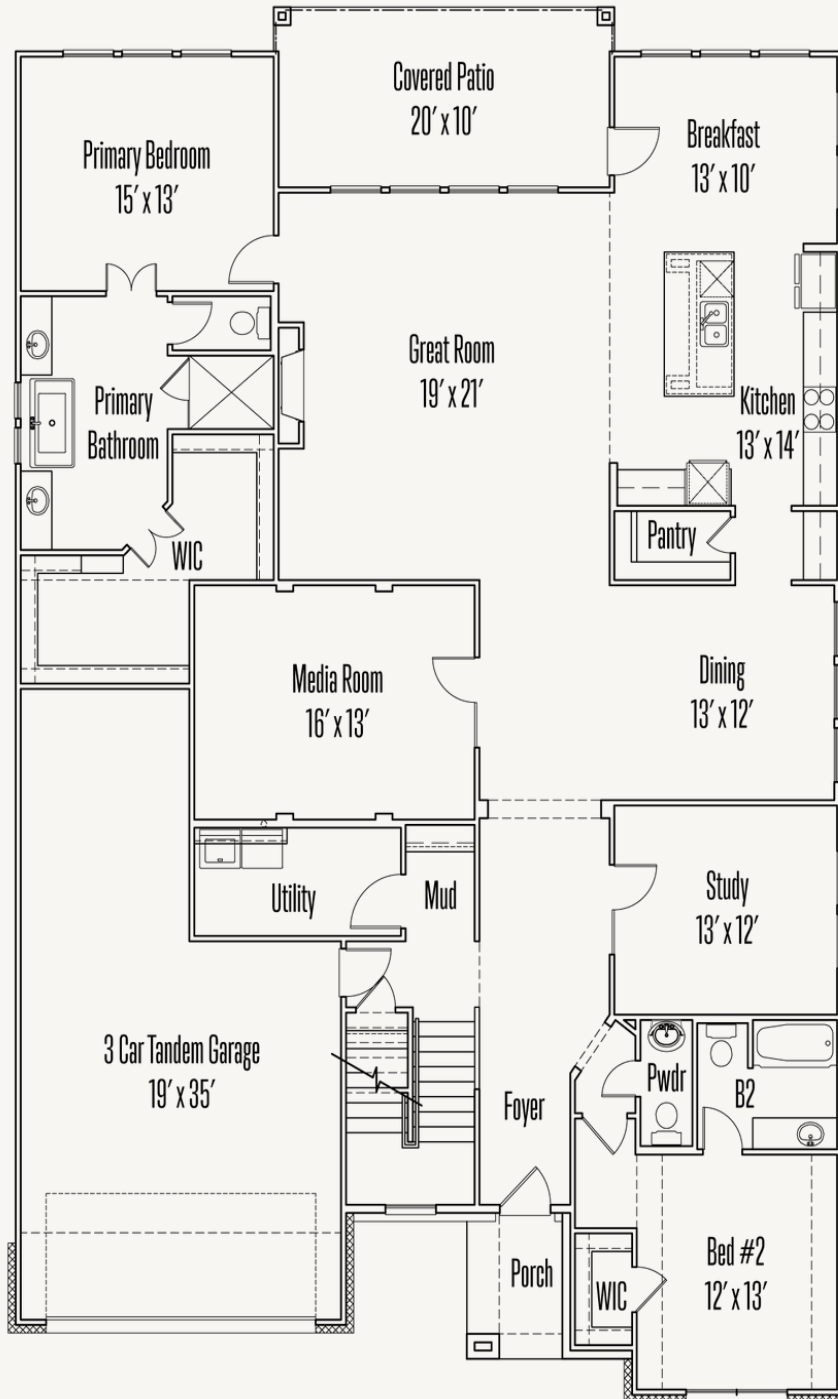 Covered Patio
20' x 10'
Primary Bedroom
15' x 13'
Breakfast
13' x 10'
Great Room
19' x 21'
Primary
Bathroom
Kitchen
13' x 14'
Pantry
WIC
Media Room
16' x 13'
Dining
13' x 12'
Utility
Mud
Study
13' x 12'
3 Car Tandem Garage
19' x 35'
Foyer
Pwdr
B2
Porch
WIC
Bed #2
12' x 13'